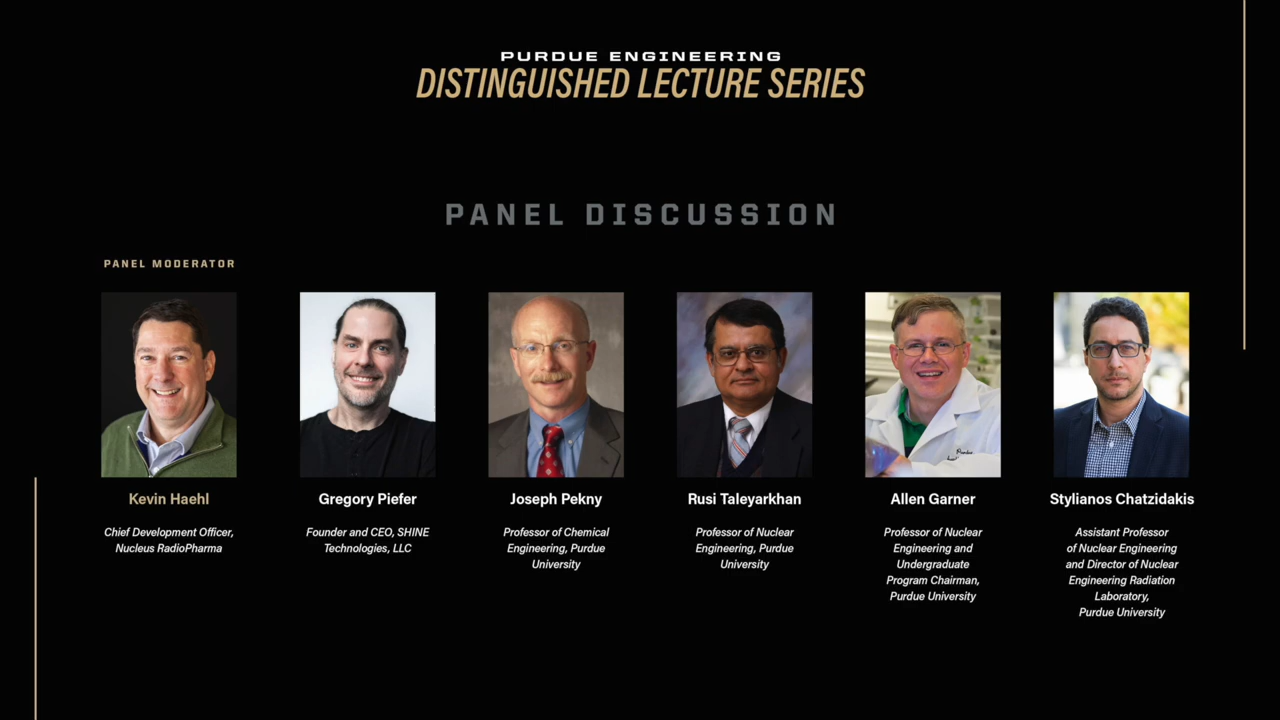 PURDUE ENGINEERING
DISTINGUISHED LECTURE SERIES
PANEL DISCUSSION
PANEL MODERATOR
Kevin Haehl
Chief Development Officer,
Nucleus RadioPharma
Gregory Piefer
Founder and CEO, SHINE
Technologies, LLC
Joseph Pekny
Professor of Chemical
Engineering, Purdue
University
Rusi Taleyarkhan
Professor of Nuclear
Engineering, Purdue
University
Allen Garner
Professor of Nuclear
Engineering and
Undergraduate
Program Chairman,
Purdue University
Stylianos Chatzidakis
Assistant Professor
of Nuclear Engineering
and Director of Nuclear
Engineering Radiation
Laboratory,
Purdue University